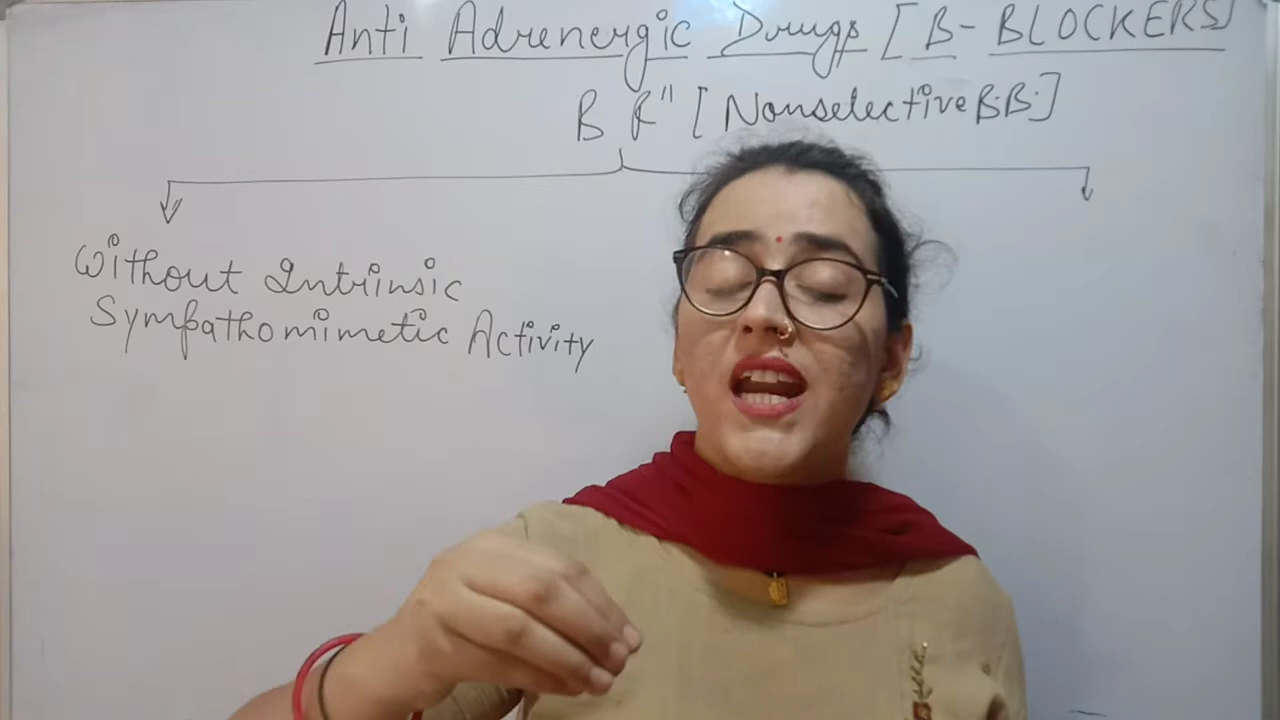 Anti Adrenergic Drugs [B-BLOCKERS]
B R" [Nonselective B.B.]
Without Intrinsic
Sympathomimetic Activity